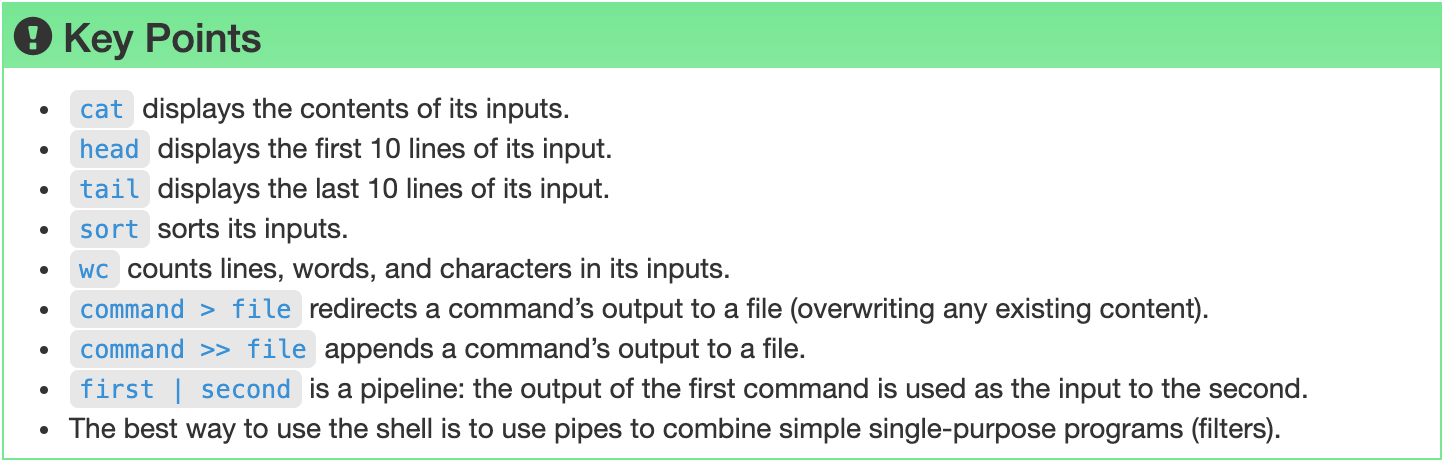 Key Points
• cat displays the contents of its inputs.
• head displays the first 10 lines of its input.
• tail displays the last 10 lines of its input.
• sort sorts its inputs.
• wc counts lines, words, and characters in its inputs.
• command > file redirects a command’s output to a file (overwriting any existing content).
• command >> file appends a command’s output to a file.
• first | second is a pipeline: the output of the first command is used as the input to the second.
• The best way to use the shell is to use pipes to combine simple single-purpose programs (filters).